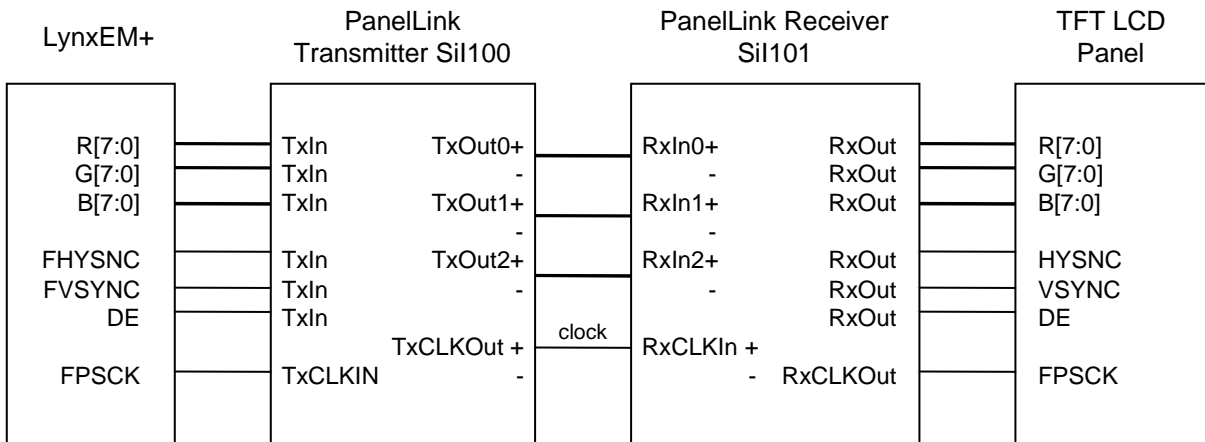 LynxEM+
PanelLink
Transmitter SiI100
PanelLink Receiver
SiI101
TFT LCD
Panel
R[7:0]
G[7:0]
B[7:0]
FHYSNC
FVSYNC
DE
FPSCK
TxIn
TxIn
TxIn
TxIn
TxIn
TxIn
TxCLKIN
TxOut0+
-
TxOut1+
-
TxOut2+
-
TxCLKOut +
-
clock
RxIn0+
-
RxIn1+
-
RxIn2+
-
RxCLKIn +
-
RxOut
RxOut
RxOut
RxOut
RxOut
RxOut
RxCLKOut
R[7:0]
G[7:0]
B[7:0]
HYSNC
VSYNC
DE
FPSCK